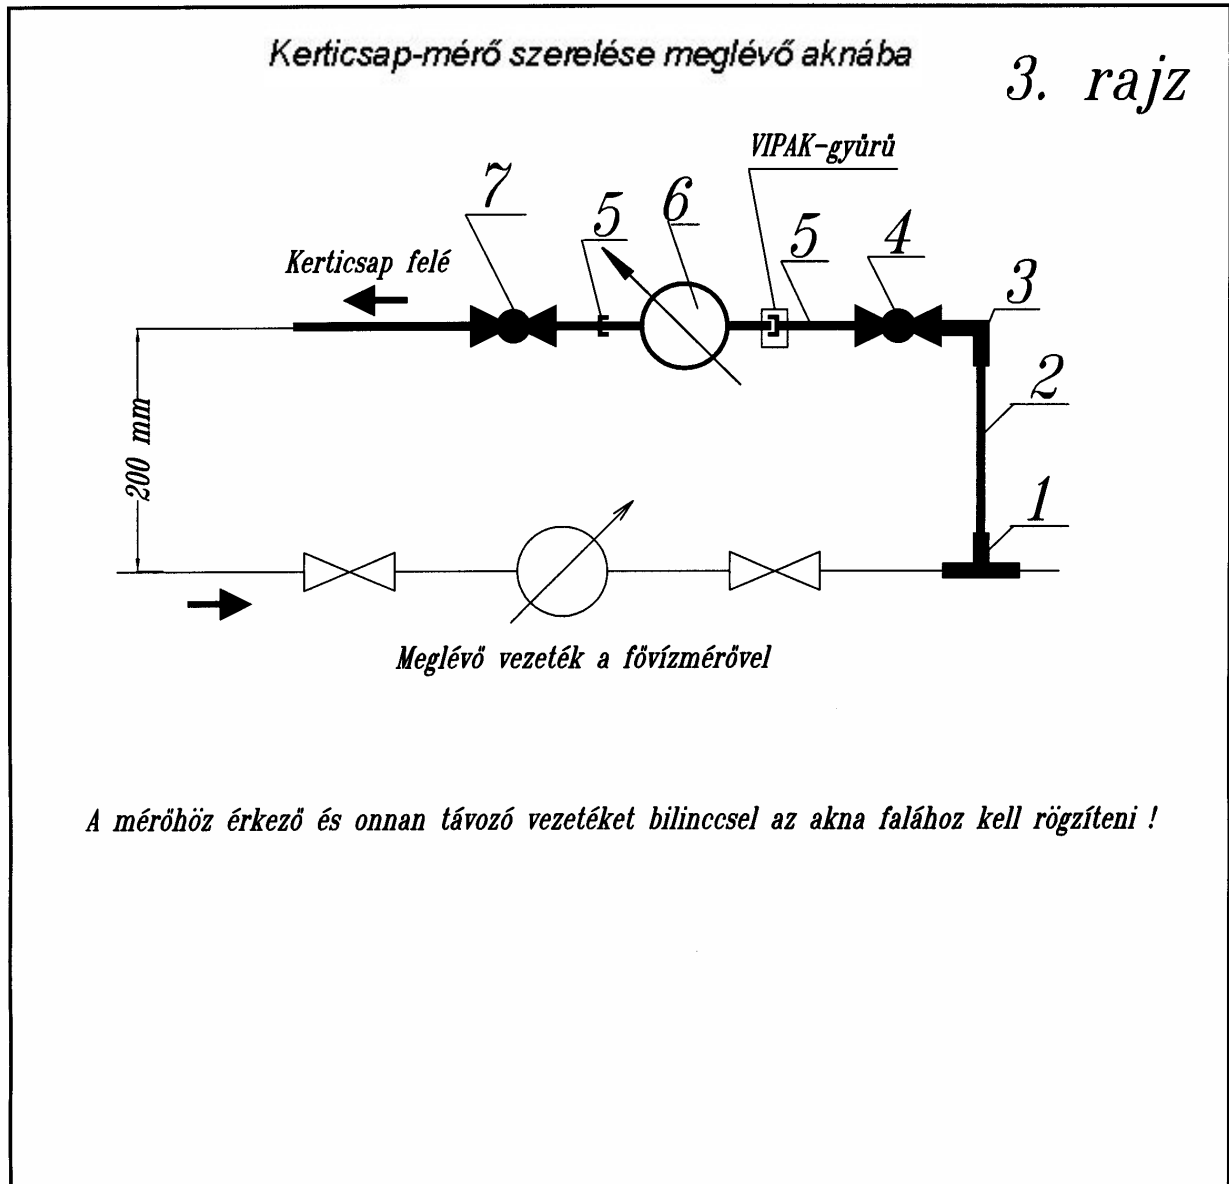 Kerticsap-mérő szerelése meglévő aknába
3. rajz
VIPAK-gyűrű
7
5
6
5
4
Kerticsap felé
3
2
200 mm
1
Meglévő vezeték a fővízmérővel
A mérőhöz érkező és onnan távozó vezetéket bilinccsel az akna falához kell rögzíteni !